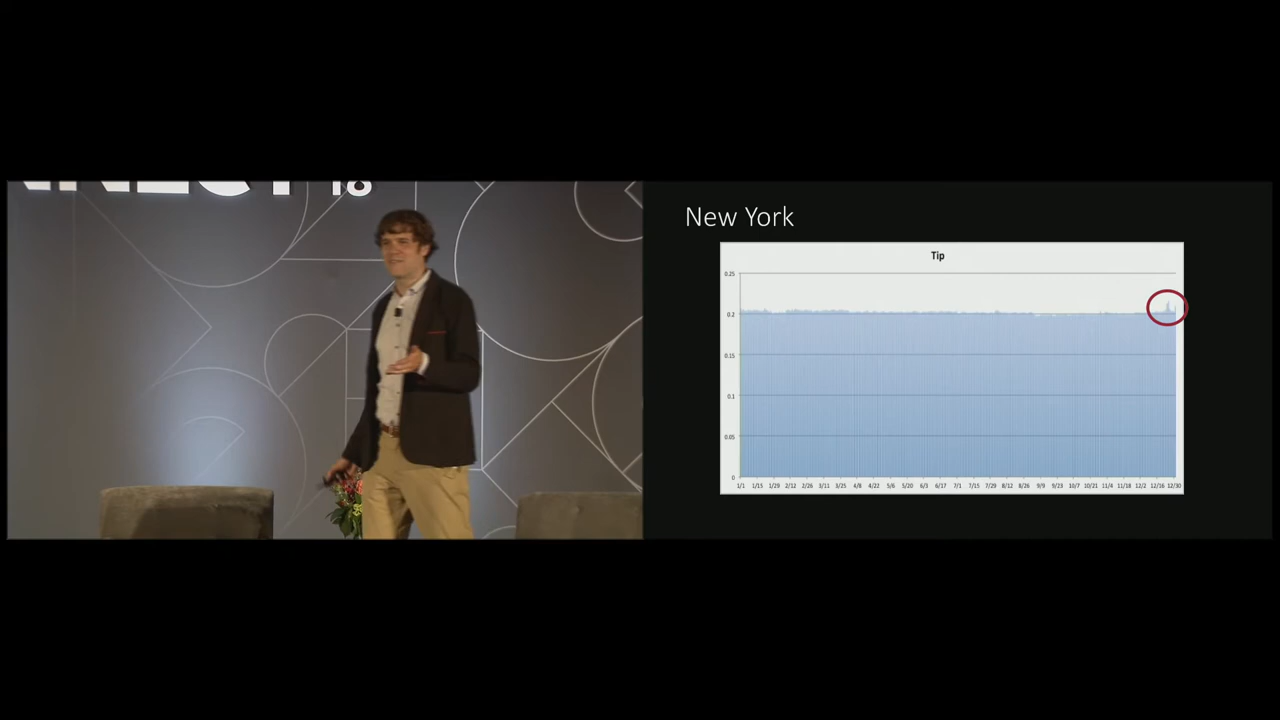 18
New York
Tip
0.25
0.2
0.15
0.1
0.05
0
1/1 1/15 1/29 2/12 2/26 3/11 3/25 4/8 4/22 5/6 5/20 6/3 6/17 7/1 7/15 7/29 8/12 8/26 9/9 9/23 10/7 10/21 11/4 11/18 12/2 12/16 12/30